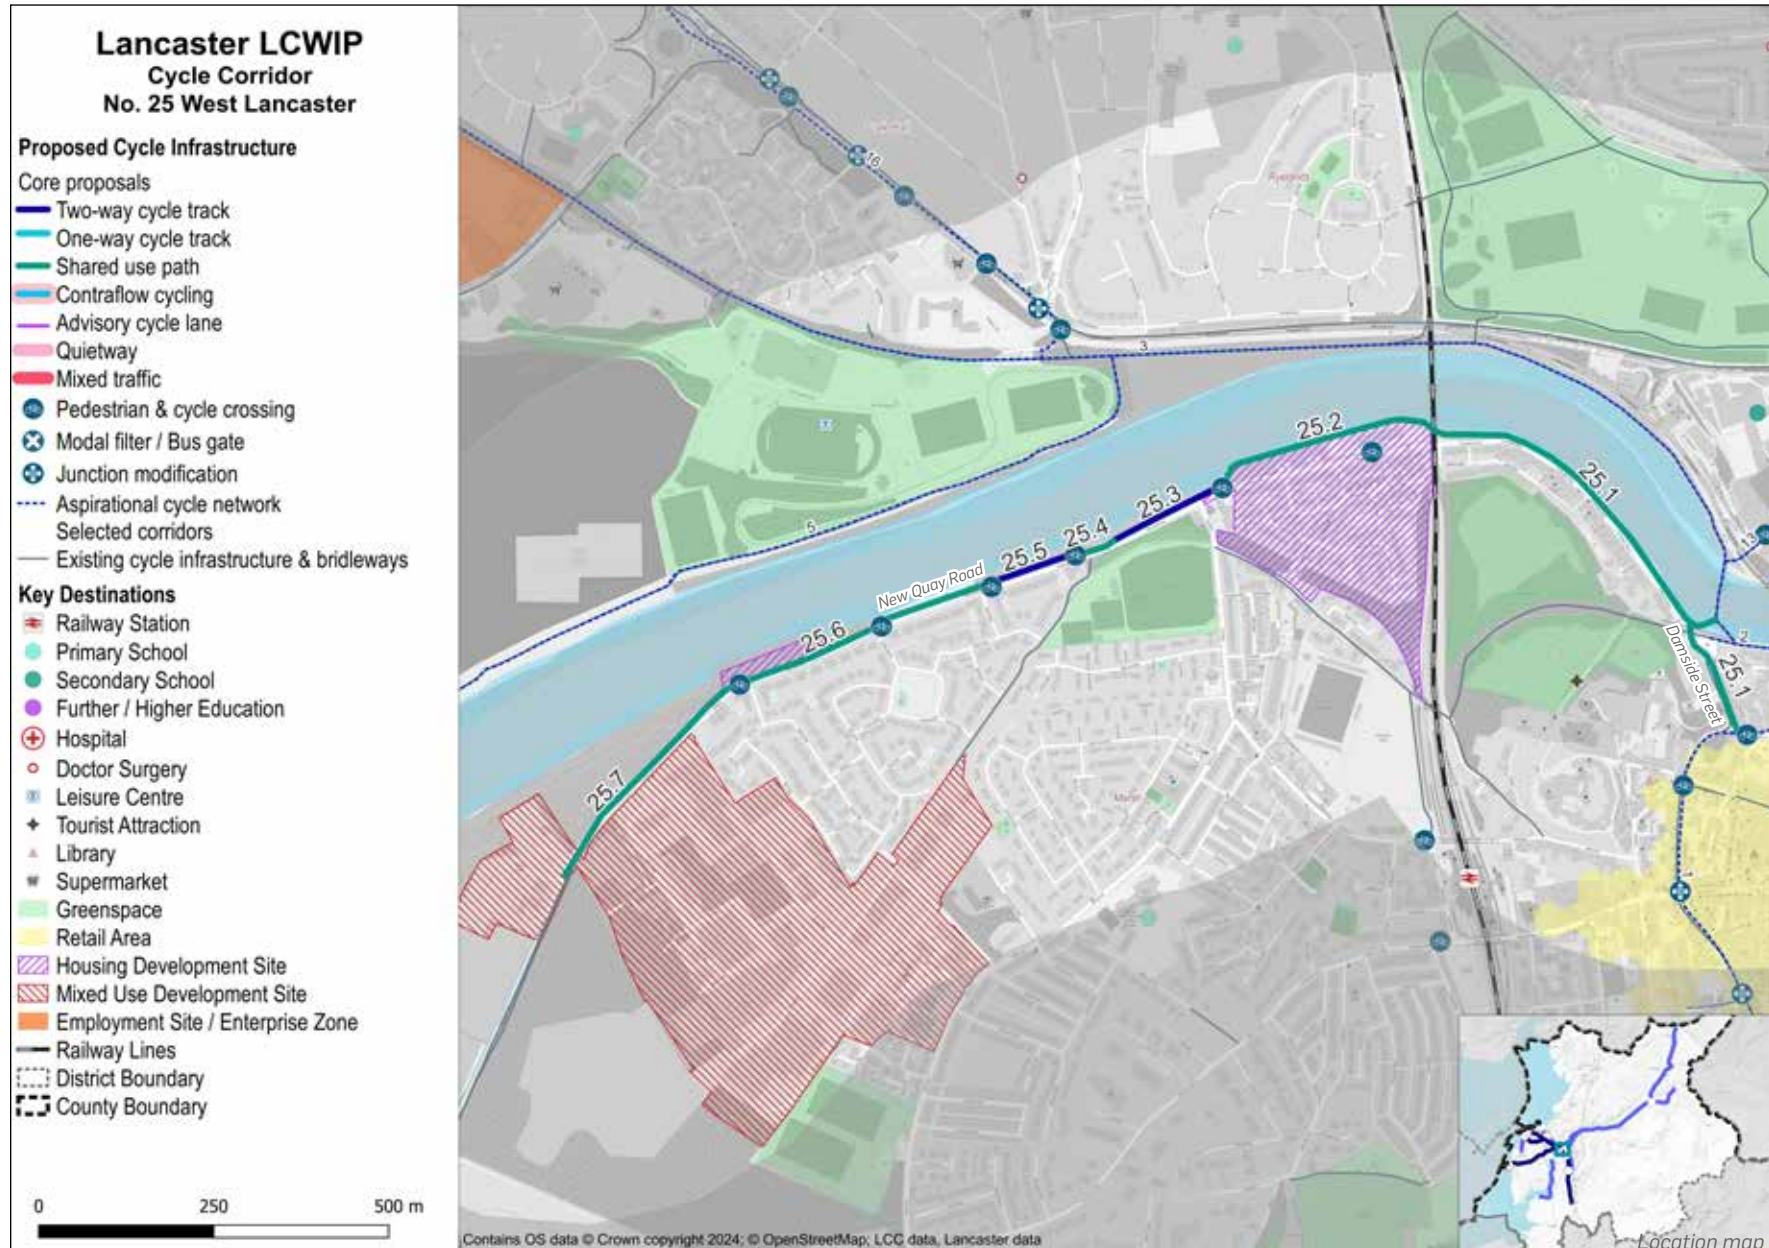 Lancaster LCWIP
Cycle Corridor
No. 25 West Lancaster
Proposed Cycle Infrastructure
Core proposals
Two-way cycle track
One-way cycle track
Shared use path
Contraflow cycling
Advisory cycle lane
Quietway
Mixed traffic
Pedestrian & cycle crossing
Modal filter / Bus gate
Junction modification
Aspirational cycle network
Selected corridors
Existing cycle infrastructure & bridleways
Key Destinations
Railway Station
Primary School
Secondary School
Further / Higher Education
Hospital
Doctor Surgery
Leisure Centre
Tourist Attraction
Library
Supermarket
Greenspace
Retail Area
Housing Development Site
Mixed Use Development Site
Employment Site / Enterprise Zone
Railway Lines
District Boundary
County Boundary
0 250 500 m
16
Ryelands
3
5
25.2
25.1
25.3
25.4
25.5
New Quay Road
25.6
13
2
Damside Street
25.1
25.7
Marsh
1
Contains OS data © Crown copyright 2024; © OpenStreetMap; LCC data, Lancaster data
Location map